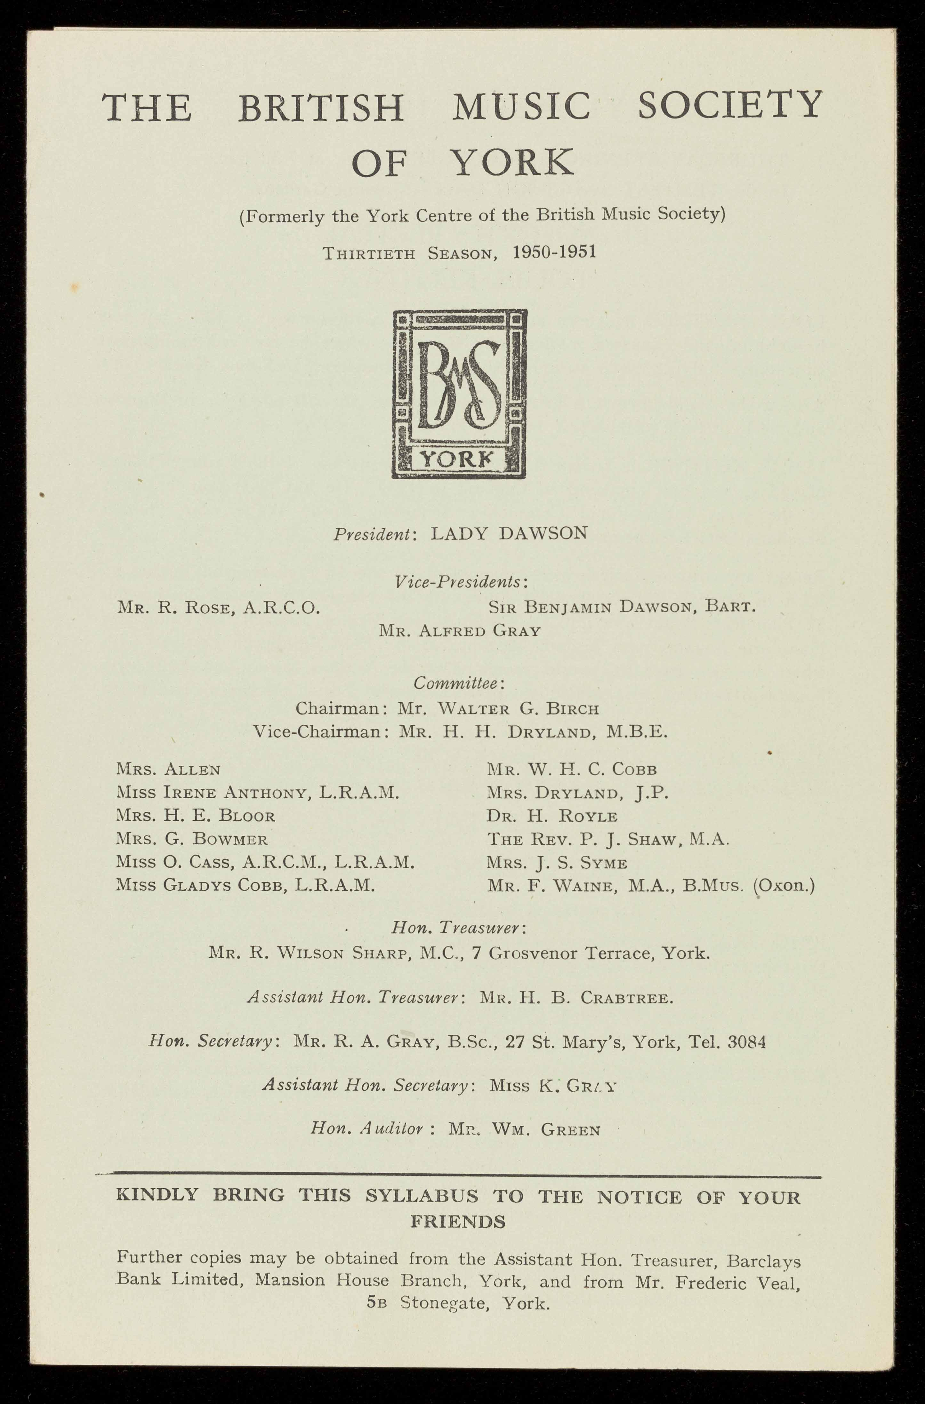 THE BRITISH MUSIC SOCIETY
OF YORK
(Formerly the York Centre of the British Music Society)
THIRTIETH SEASON, 1950-1951
BMS
YORK
President: LADY DAWSON
Vice-Presidents:
MR. R. ROSE, A.R.C.O. SIR BENJAMIN DAWSON, BART.
MR. ALFRED GRAY
Committee:
Chairman: Mr. WALTER G. BIRCH
Vice-Chairman: MR. H. H. DRYLAND, M.B.E.
MRS. ALLEN
MISS IRENE ANTHONY, L.R.A.M.
MRS. H. E. BLOOR
MRS. G. BOWMER
MISS O. CASS, A.R.C.M., L.R.A.M.
MISS GLADYS COBB, L.R.A.M.
MR. W. H. C. COBB
MRS. DRYLAND, J.P.
DR. H. ROYLE
THE REV. P. J. SHAW, M.A.
MRS. J. S. SYME
MR. F. WAINE, M.A., B.MUS. (Oxon.)
Hon. Treasurer:
MR. R. WILSON SHARP, M.C., 7 Grosvenor Terrace, York.
Assistant Hon. Treasurer: MR. H. B. CRABTREE.
Hon. Secretary: MR. R. A. GRAY, B.Sc., 27 St. Mary's, York, Tel. 3084
Assistant Hon. Secretary: MISS K. GRAY
Hon. Auditor : MR. WM. GREEN
KINDLY BRING THIS SYLLABUS TO THE NOTICE OF YOUR
FRIENDS
Further copies may be obtained from the Assistant Hon. Treasurer, Barclays
Bank Limited, Mansion House Branch, York, and from Mr. Frederic Veal,
5B Stonegate, York.